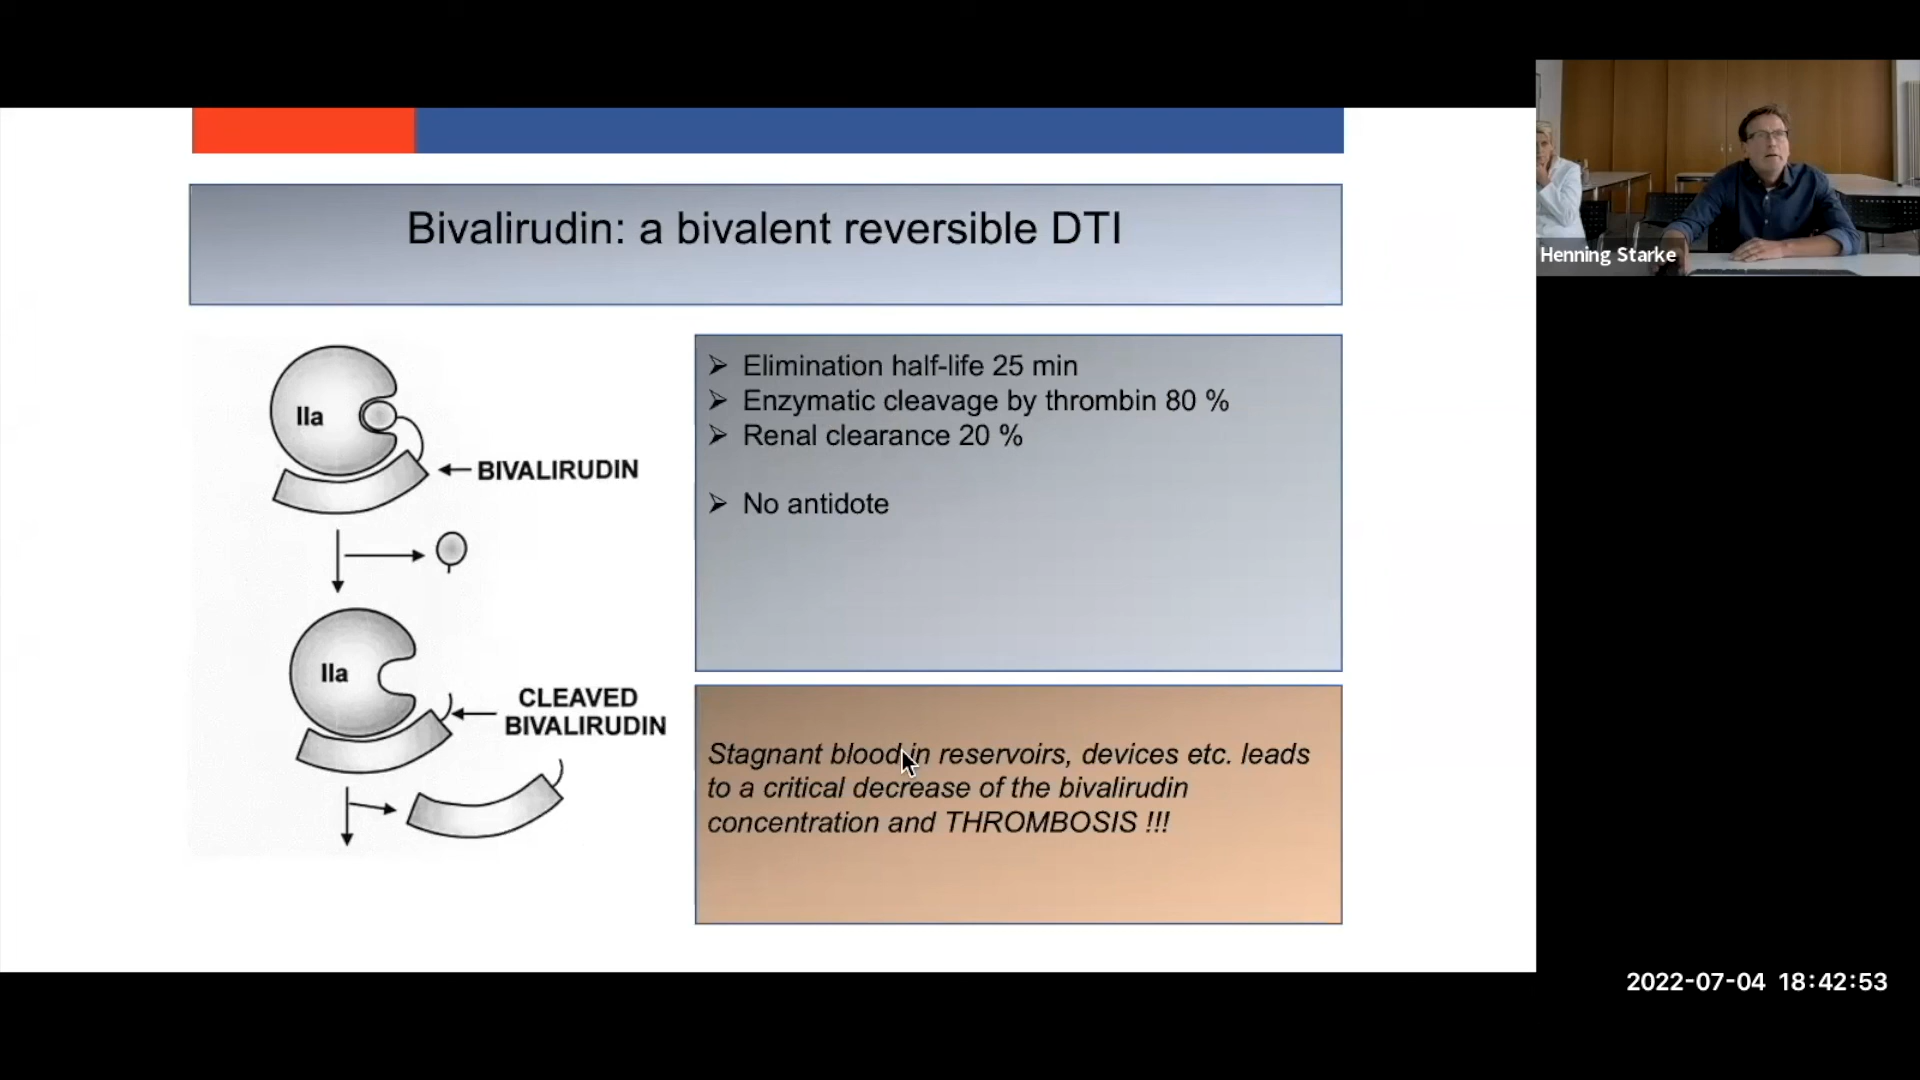 Bivalirudin: a bivalent reversible DTI
IIa
BIVALIRUDIN
IIa
CLEAVED
BIVALIRUDIN
➢ Elimination half-life 25 min
➢ Enzymatic cleavage by thrombin 80 %
➢ Renal clearance 20 %
➢ No antidote
Stagnant blood in reservoirs, devices etc. leads
to a critical decrease of the bivalirudin
concentration and THROMBOSIS !!!
Henning Starke
2022-07-04 18:42:53